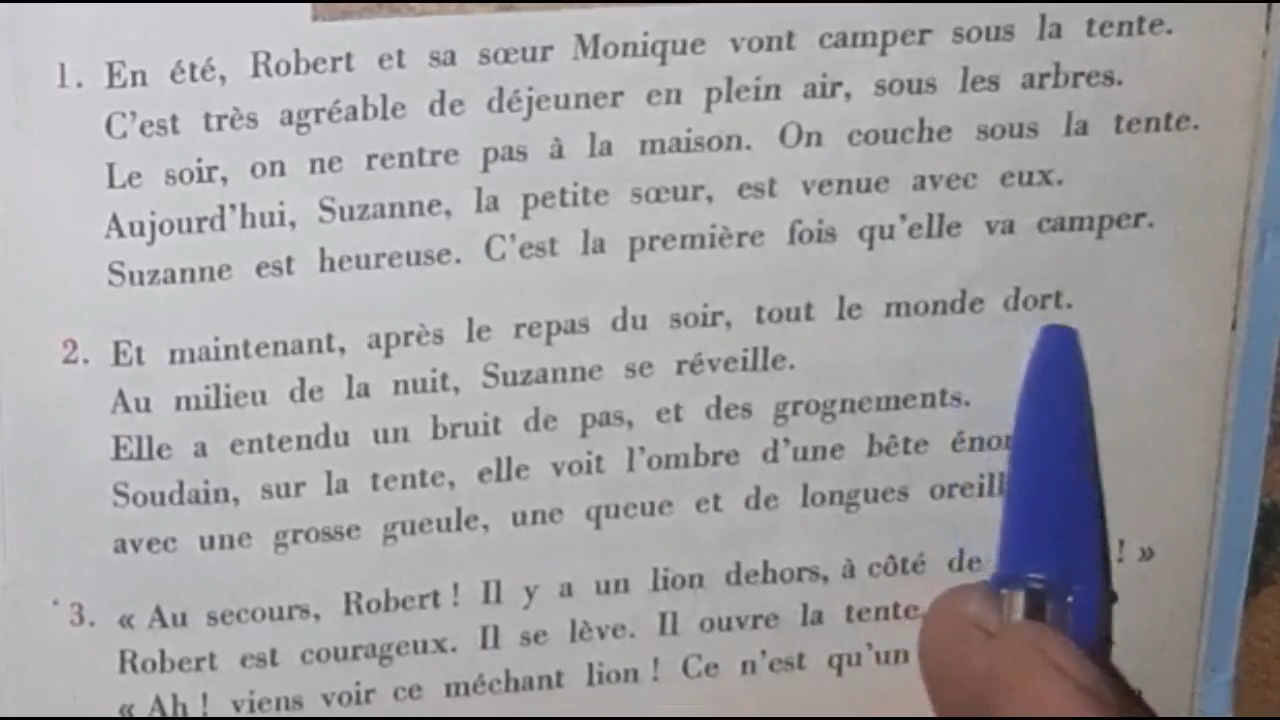 1. En été, Robert et sa sœur Monique vont camper sous la tente.
C'est très agréable de déjeuner en plein air, sous les arbres.
Le soir, on ne rentre pas à la maison. On couche sous la tente.
Aujourd'hui, Suzanne, la petite sœur, est venue avec eux.
Suzanne est heureuse. C'est la première fois qu'elle va camper.
2. Et maintenant, après le repas du soir, tout le monde dort.
Au milieu de la nuit, Suzanne se réveille.
Elle a entendu un bruit de pas, et des grognements.
Soudain, sur la tente, elle voit l'ombre d'une bête
avec une grosse gueule, une queue et de longues
3. « Au secours, Robert ! Il y a un lion dehors, à côté de ! »
Robert est courageux. Il se lève. Il ouvre la tente
« Ah ! viens voir ce méchant lion ! Ce n'est qu'un